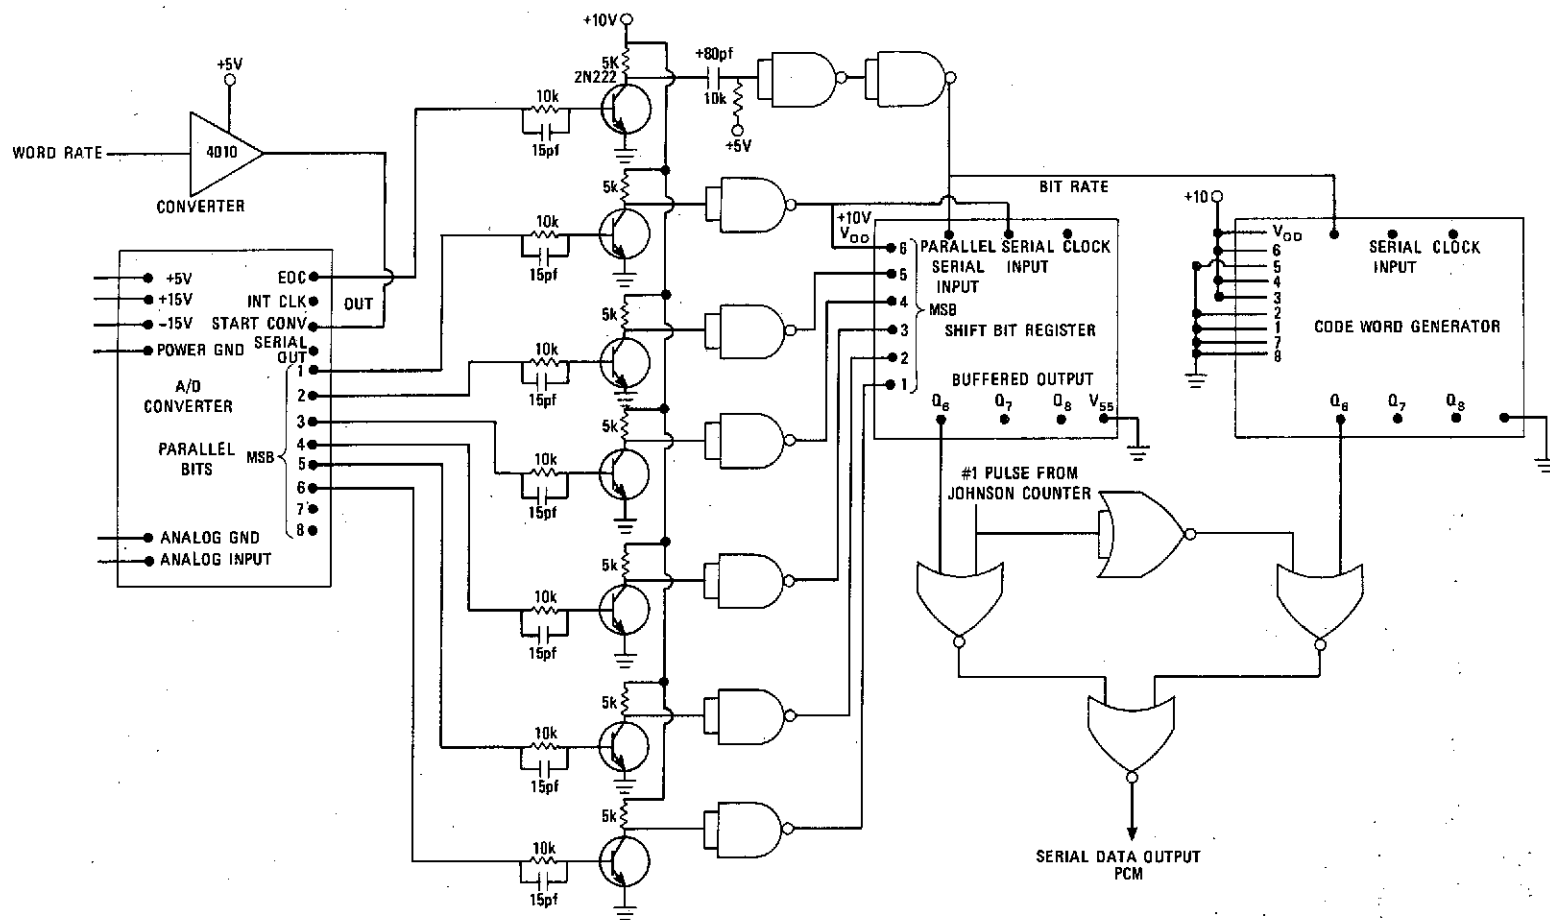 +10V
5K
2N222
+80pf
10k
+5V
+5V
WORD RATE
4010
CONVERTER
10k
15pf
5k
10k
15pf
BIT RATE
+10V
VDD
6
5
4
3
2
1
MSB
PARALLEL SERIAL CLOCK
SERIAL INPUT
INPUT
SHIFT BIT REGISTER
BUFFERED OUTPUT
Q6
Q7
Q8
V55
+10
VDD
6
5
4
3
2
1
7
8
SERIAL CLOCK
INPUT
CODE WORD GENERATOR
Q6
Q7
Q8
+5V
+15V
-15V
POWER GND
EOC
INT CLK
OUT
START CONV
SERIAL
OUT
A/D
CONVERTER
PARALLEL
BITS
MSB
1
2
3
4
5
6
7
8
ANALOG GND
ANALOG INPUT
5k
10k
15pf
5k
10k
15pf
5k
10k
15pf
5k
10k
15pf
5k
10k
15pf
#1 PULSE FROM
JOHNSON COUNTER
SERIAL DATA OUTPUT
PCM